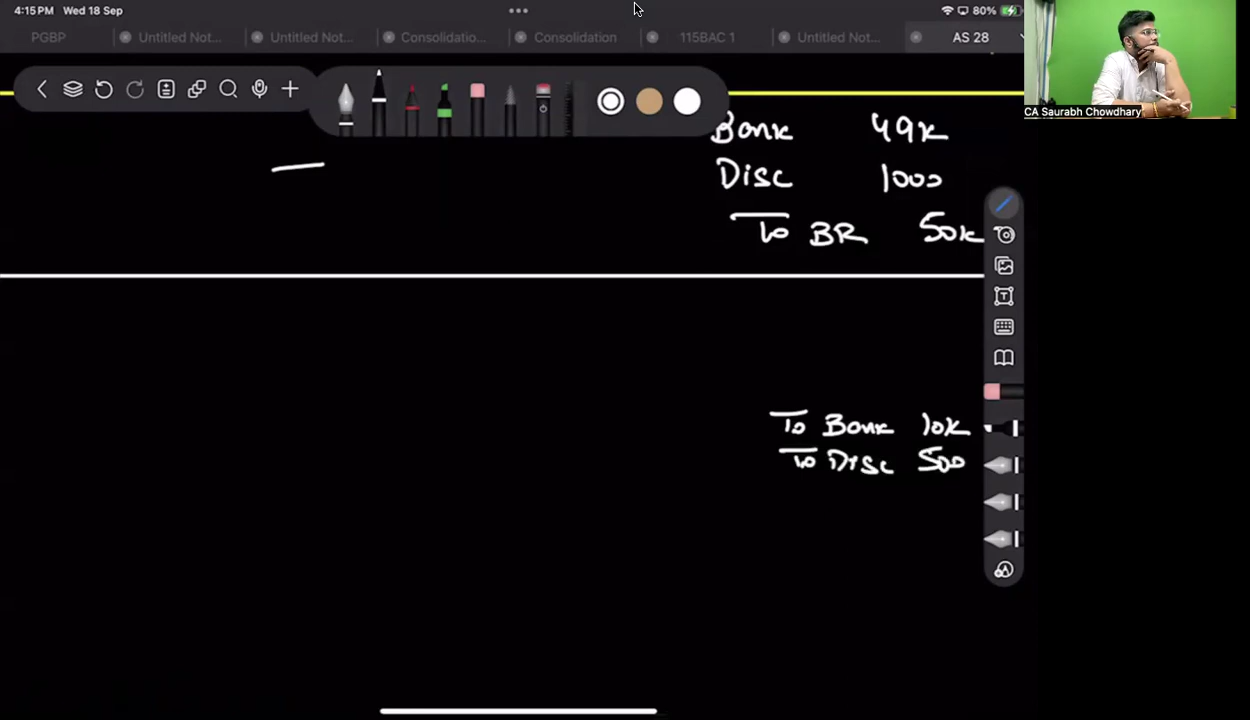 4:15 PM Wed 18 Sep
80%
PGBP
Untitled Not...
Untitled Not...
Consolidatio...
Consolidation
115BAC 1
Untitled Not...
AS 28
CA Saurabh Chowdhary
Bank 49k
Disc 1000
To BR 50k
To Bank 10k
To Disc 500